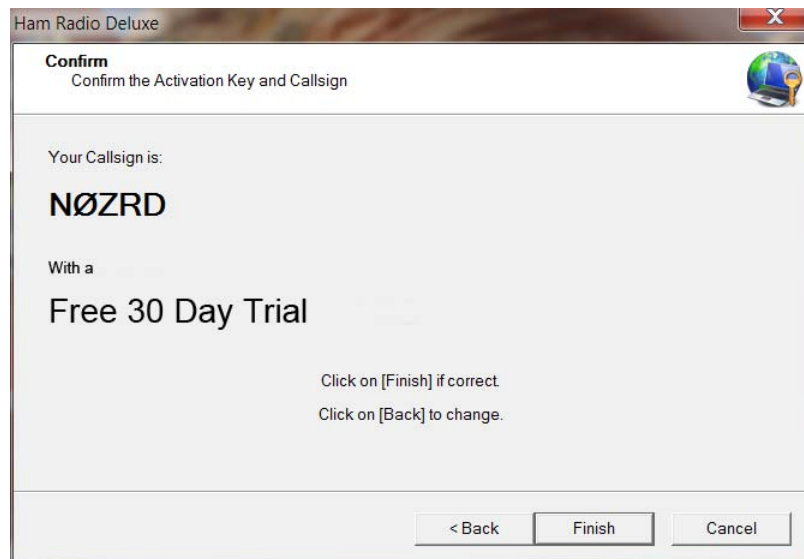 Ham Radio Deluxe
Confirm
Confirm the Activation Key and Callsign
Your Callsign is:
NØZRD
With a
Free 30 Day Trial
Click on [Finish] if correct.
Click on [Back] to change.
< Back Finish Cancel